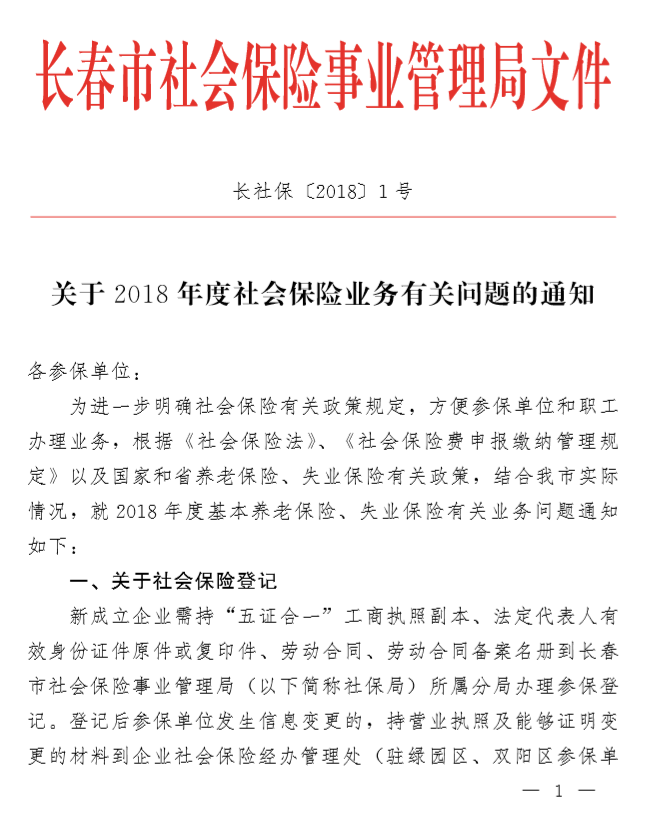 长春市社会保险事业管理局文件
长社保〔2018〕1 号
关于 2018 年度社会保险业务有关问题的通知
各参保单位：
为进一步明确社会保险有关政策规定，方便参保单位和职工
办理业务，根据《社会保险法》、《社会保险费申报缴纳管理规
定》以及国家和省养老保险、失业保险有关政策，结合我市实际
情况，就 2018 年度基本养老保险、失业保险有关业务问题通知
如下：
一、关于社会保险登记
新成立企业需持“五证合一”工商执照副本、法定代表人有
效身份证件原件或复印件、劳动合同、劳动合同备案名册到长春
市社会保险事业管理局（以下简称社保局）所属分局办理参保登
记。登记后参保单位发生信息变更的，持营业执照及能够证明变
更的材料到企业社会保险经办管理处（驻绿园区、双阳区参保单
— 1 —